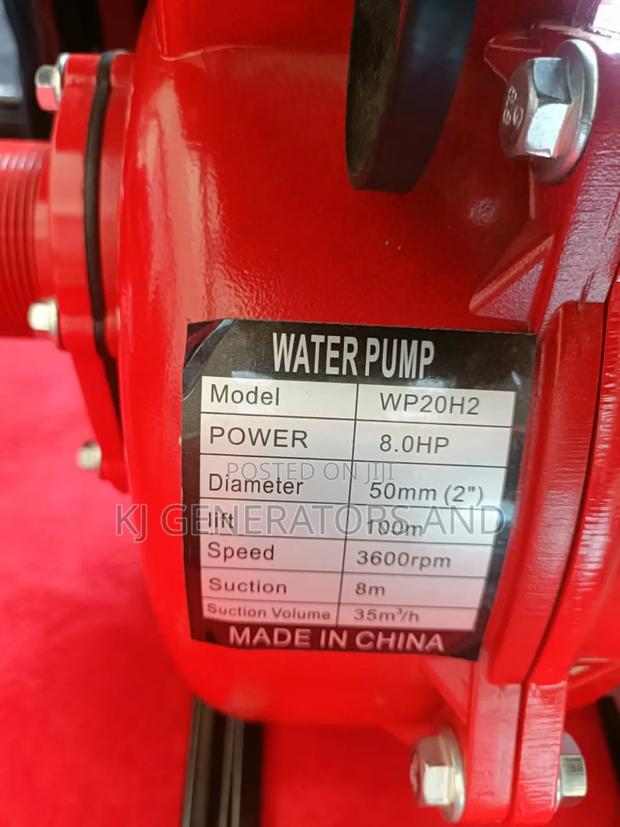 WATER PUMP
Model WP20H2
POWER 8.0HP
POSTED ON JIJI
Diameter 50mm (2")
KJ GENERATORS AND
lift 100m
Speed 3600rpm
Suction 8m
Suction Volume 35m³/h
MADE IN CHINA